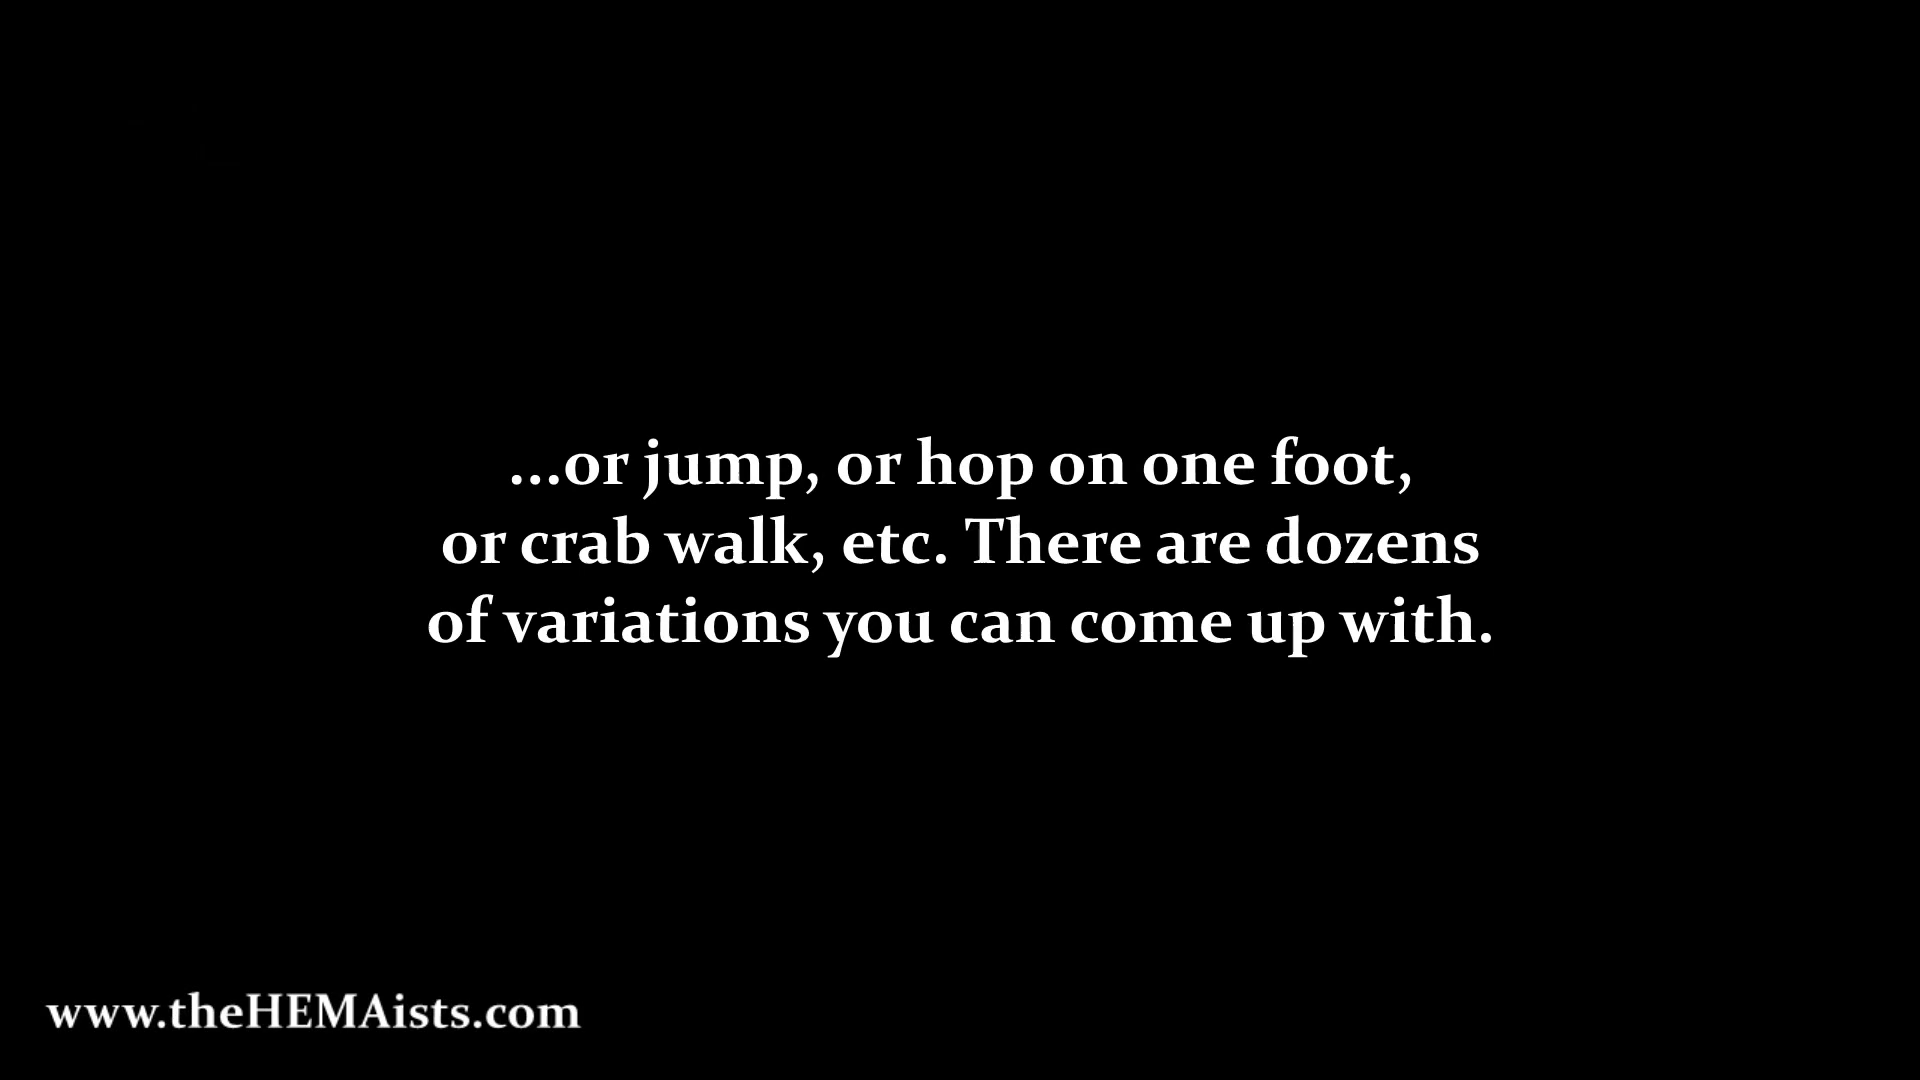 ...or jump, or hop on one foot,
or crab walk, etc. There are dozens
of variations you can come up with.
www.theHEMAists.com